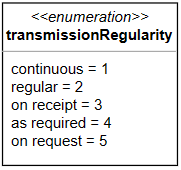 <<enumeration>>
transmissionRegularity
continuous = 1
regular = 2
on receipt = 3
as required = 4
on request = 5